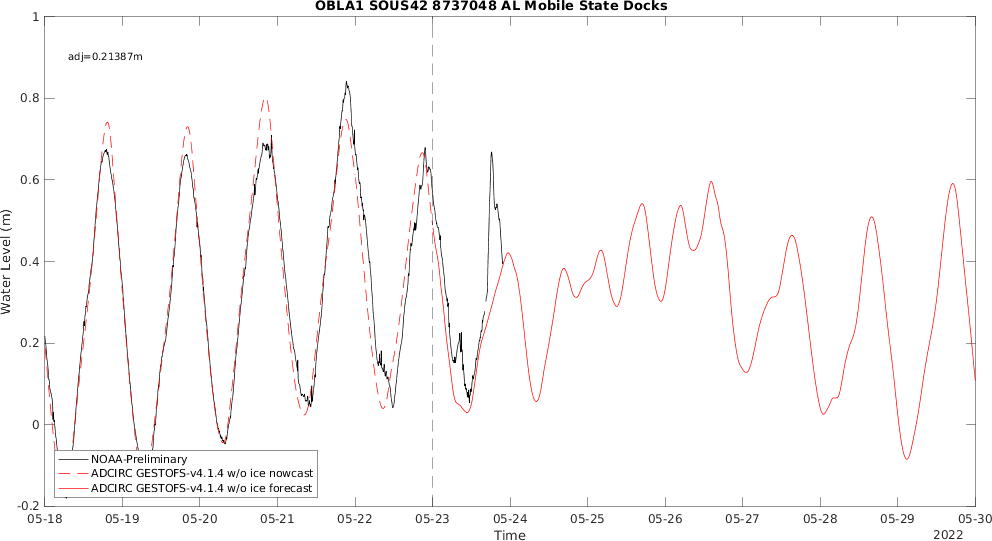 OBLA1 SOUS42 8737048 AL Mobile State Docks
adj=0.21387m
Water Level (m)
1
0.8
0.6
0.4
0.2
0
-0.2
NOAA-Preliminary
ADCIRC GESTOFS-v4.1.4 w/o ice nowcast
ADCIRC GESTOFS-v4.1.4 w/o ice forecast
05-18 05-19 05-20 05-21 05-22 05-23 05-24 05-25 05-26 05-27 05-28 05-29 05-30
Time
2022